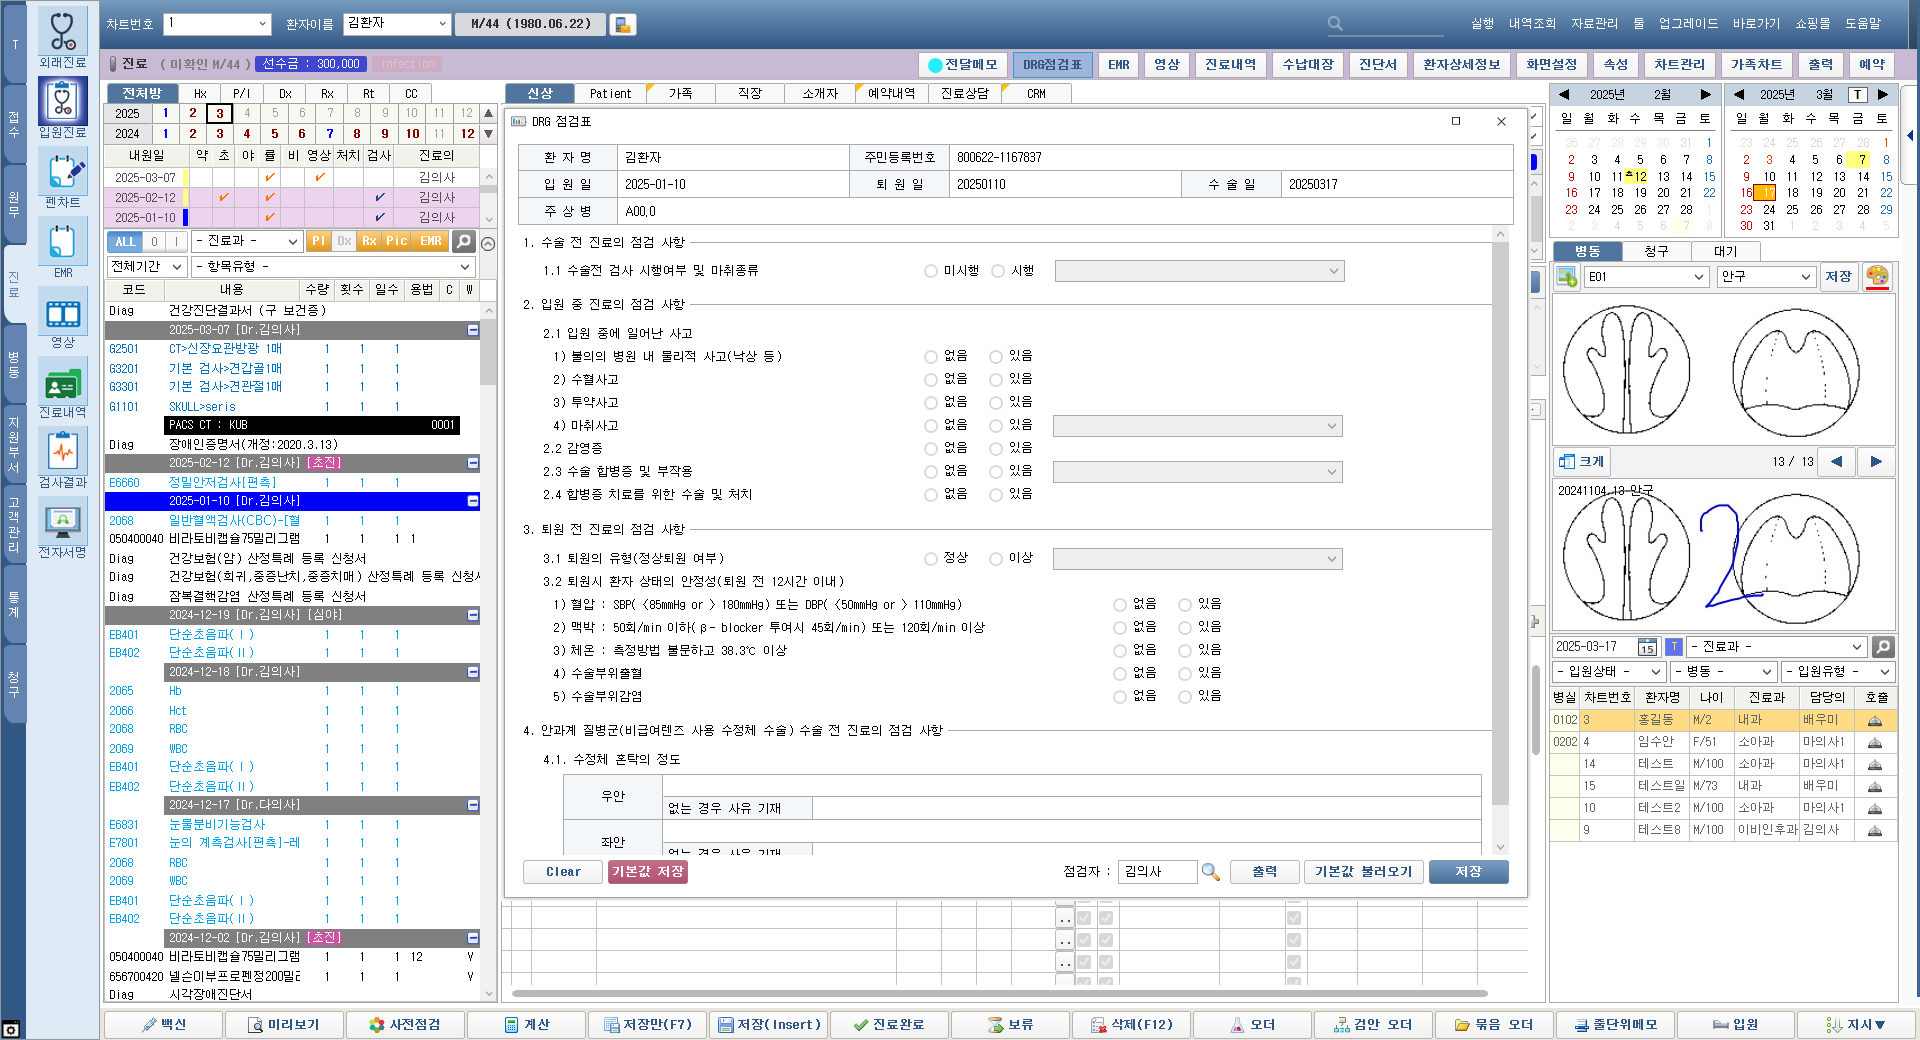 차트번호 1 환자이름 김환자 M/44 (1980.06.22)
실행 내역조회 자료관리 툴 업그레이드 바로가기 쇼핑몰 도움말
진료 (미확인 M/44) 선수금 : 300,000 Infection
전달메모 DRG점검표 EMR 영상 진료내역 수납대장 진단서 환자상세정보 화면설정 속성 차트관리 가족차트 출력 예약
T
접수
원무
진료
병동
지원부서
고객관리
통계
청구
외래진료
입원진료
펜차트
EMR
영상
진료내역
검사결과
전자서명
전처방 Hx P/I Dx Rx Rt CC
2025 1 2 3 4 5 6 7 8 9 10 11 12
2024 1 2 3 4 5 6 7 8 9 10 11 12
내원일 약 초 야 률 비 영상 처치 검사 진료의
2025-03-07 김의사
2025-02-12 김의사
2025-01-10 김의사
ALL O I - 진료과 - PI Dx Rx Pic EMR
전체기간 - 항목유형 -
코드 내용 수량 횟수 일수 용법 C W
Diag 건강진단결과서 (구 보건증)
2025-03-07 [Dr.김의사]
G2501 CT>신장요관방광 1매 1 1 1
G3201 기본 검사>견갑골1매 1 1 1
G3301 기본 검사>견관절1매 1 1 1
G1101 SKULL>seris 1 1 1
PACS CT : KUB 0001
Diag 장애인증명서(개정:2020.3.13)
2025-02-12 [Dr.김의사] [초진]
E6660 정밀안저검사[편측] 1 1 1
2025-01-10 [Dr.김의사]
2068 일반혈액검사(CBC)-[혈 1 1 1
050400040 비라토비캡슐75밀리그램 1 1 1 1
Diag 건강보험(암) 산정특례 등록 신청서
Diag 건강보험(희귀,중증난치,중증치매) 산정특례 등록 신청서
Diag 잠복결핵감염 산정특례 등록 신청서
2024-12-19 [Dr.김의사] [심야]
EB401 단순초음파(Ⅰ) 1 1 1
EB402 단순초음파(Ⅱ) 1 1 1
2024-12-18 [Dr.김의사]
2065 Hb 1 1 1
2066 Hct 1 1 1
2068 RBC 1 1 1
2069 WBC 1 1 1
EB401 단순초음파(Ⅰ) 1 1 1
EB402 단순초음파(Ⅱ) 1 1 1
2024-12-17 [Dr.다의사]
E6831 눈물분비기능검사 1 1 1
E7801 눈의 계측검사[편측]-레 1 1 1
2068 RBC 1 1 1
2069 WBC 1 1 1
EB401 단순초음파(Ⅰ) 1 1 1
EB402 단순초음파(Ⅱ) 1 1 1
2024-12-02 [Dr.김의사] [초진]
050400040 비라토비캡슐75밀리그램 1 1 1 12 V
656700420 넬슨이부프로펜정200밀리 1 1 1 V
Diag 시각장애진단서
신상 Patient 가족 직장 소개자 예약내역 진료상담 CRM
DRG 점검표
환 자 명 김환자 주민등록번호 800622-1167837
입 원 일 2025-01-10 퇴 원 일 20250110 수 술 일 20250317
주 상 병 A00.0
1. 수술 전 진료의 점검 사항
1.1 수술전 검사 시행여부 및 마취종류 미시행 시행
2. 입원 중 진료의 점검 사항
2.1 입원 중에 일어난 사고
1) 불의의 병원 내 물리적 사고(낙상 등) 없음 있음
2) 수혈사고 없음 있음
3) 투약사고 없음 있음
4) 마취사고 없음 있음
2.2 감염증 없음 있음
2.3 수술 합병증 및 부작용 없음 있음
2.4 합병증 치료를 위한 수술 및 처치 없음 있음
3. 퇴원 전 진료의 점검 사항
3.1 퇴원의 유형(정상퇴원 여부) 정상 이상
3.2 퇴원시 환자 상태의 안정성(퇴원 전 12시간 이내)
1) 혈압 : SBP( <85mmHg or > 180mmHg) 또는 DBP( <50mmHg or > 110mmHg) 없음 있음
2) 맥박 : 50회/min 이하( β- blocker 투여시 45회/min) 또는 120회/min 이상 없음 있음
3) 체온 : 측정방법 불문하고 38.3℃ 이상 없음 있음
4) 수술부위출혈 없음 있음
5) 수술부위감염 없음 있음
4. 안과계 질병군(비급여렌즈 사용 수정체 수술) 수술 전 진료의 점검 사항
4.1. 수정체 혼탁의 정도
우안
없는 경우 사유 기재
좌안
없는 경우 사유 기재
Clear 기본값 저장 점검자 : 김의사 출력 기본값 불러오기 저장
2025년 2월
일 월 화 수 목 금 토
26 27 28 29 30 31 1
2 3 4 5 6 7 8
9 10 11 12 13 14 15
16 17 18 19 20 21 22
23 24 25 26 27 28 1
2 3 4 5 6 7 8
2025년 3월 T
일 월 화 수 목 금 토
23 24 25 26 27 28 1
2 3 4 5 6 7 8
9 10 11 12 13 14 15
16 17 18 19 20 21 22
23 24 25 26 27 28 29
30 31 1 2 3 4 5
병동 청구 대기
E01 안구 저장
크게 13 / 13
20241104.13-안구
2
2025-03-17 15 T - 진료과 -
- 입원상태 - - 병동 - - 입원유형 -
병실 차트번호 환자명 나이 진료과 담당의 호출
0102 3 홍길동 M/2 내과 배우미
0202 4 임수안 F/51 소아과 마의사1
14 테스트 M/100 소아과 마의사1
15 테스트일 M/73 내과 배우미
10 테스트2 M/100 소아과 마의사1
9 테스트8 M/100 이비인후과 김의사
백신 미리보기 사전점검 계산 저장만(F7) 저장(Insert) 진료완료 보류 삭제(F12) 오더 검안 오더 묶음 오더 줄단위메모 입원 지시▼